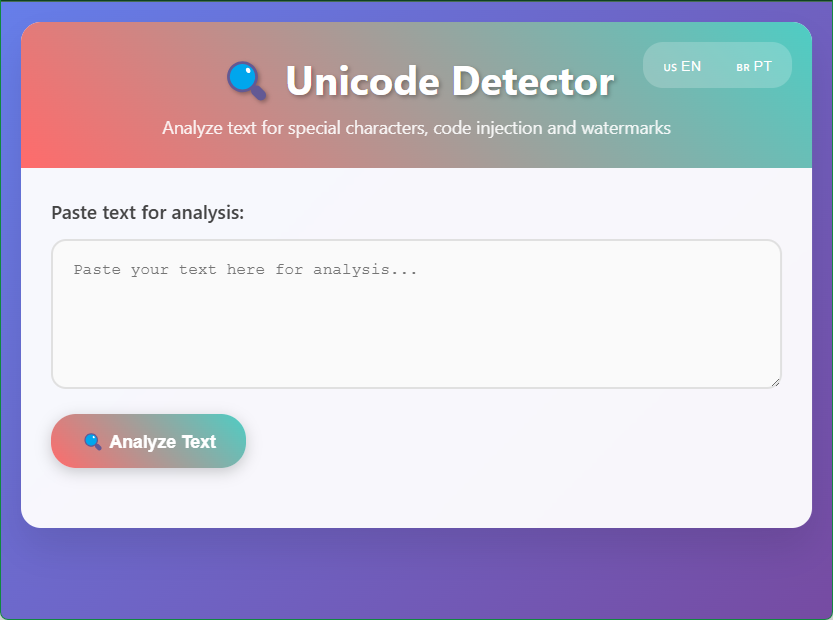 🔍 Unicode Detector
US EN BR PT
Analyze text for special characters, code injection and watermarks
Paste text for analysis:
Paste your text here for analysis...
🔍 Analyze Text